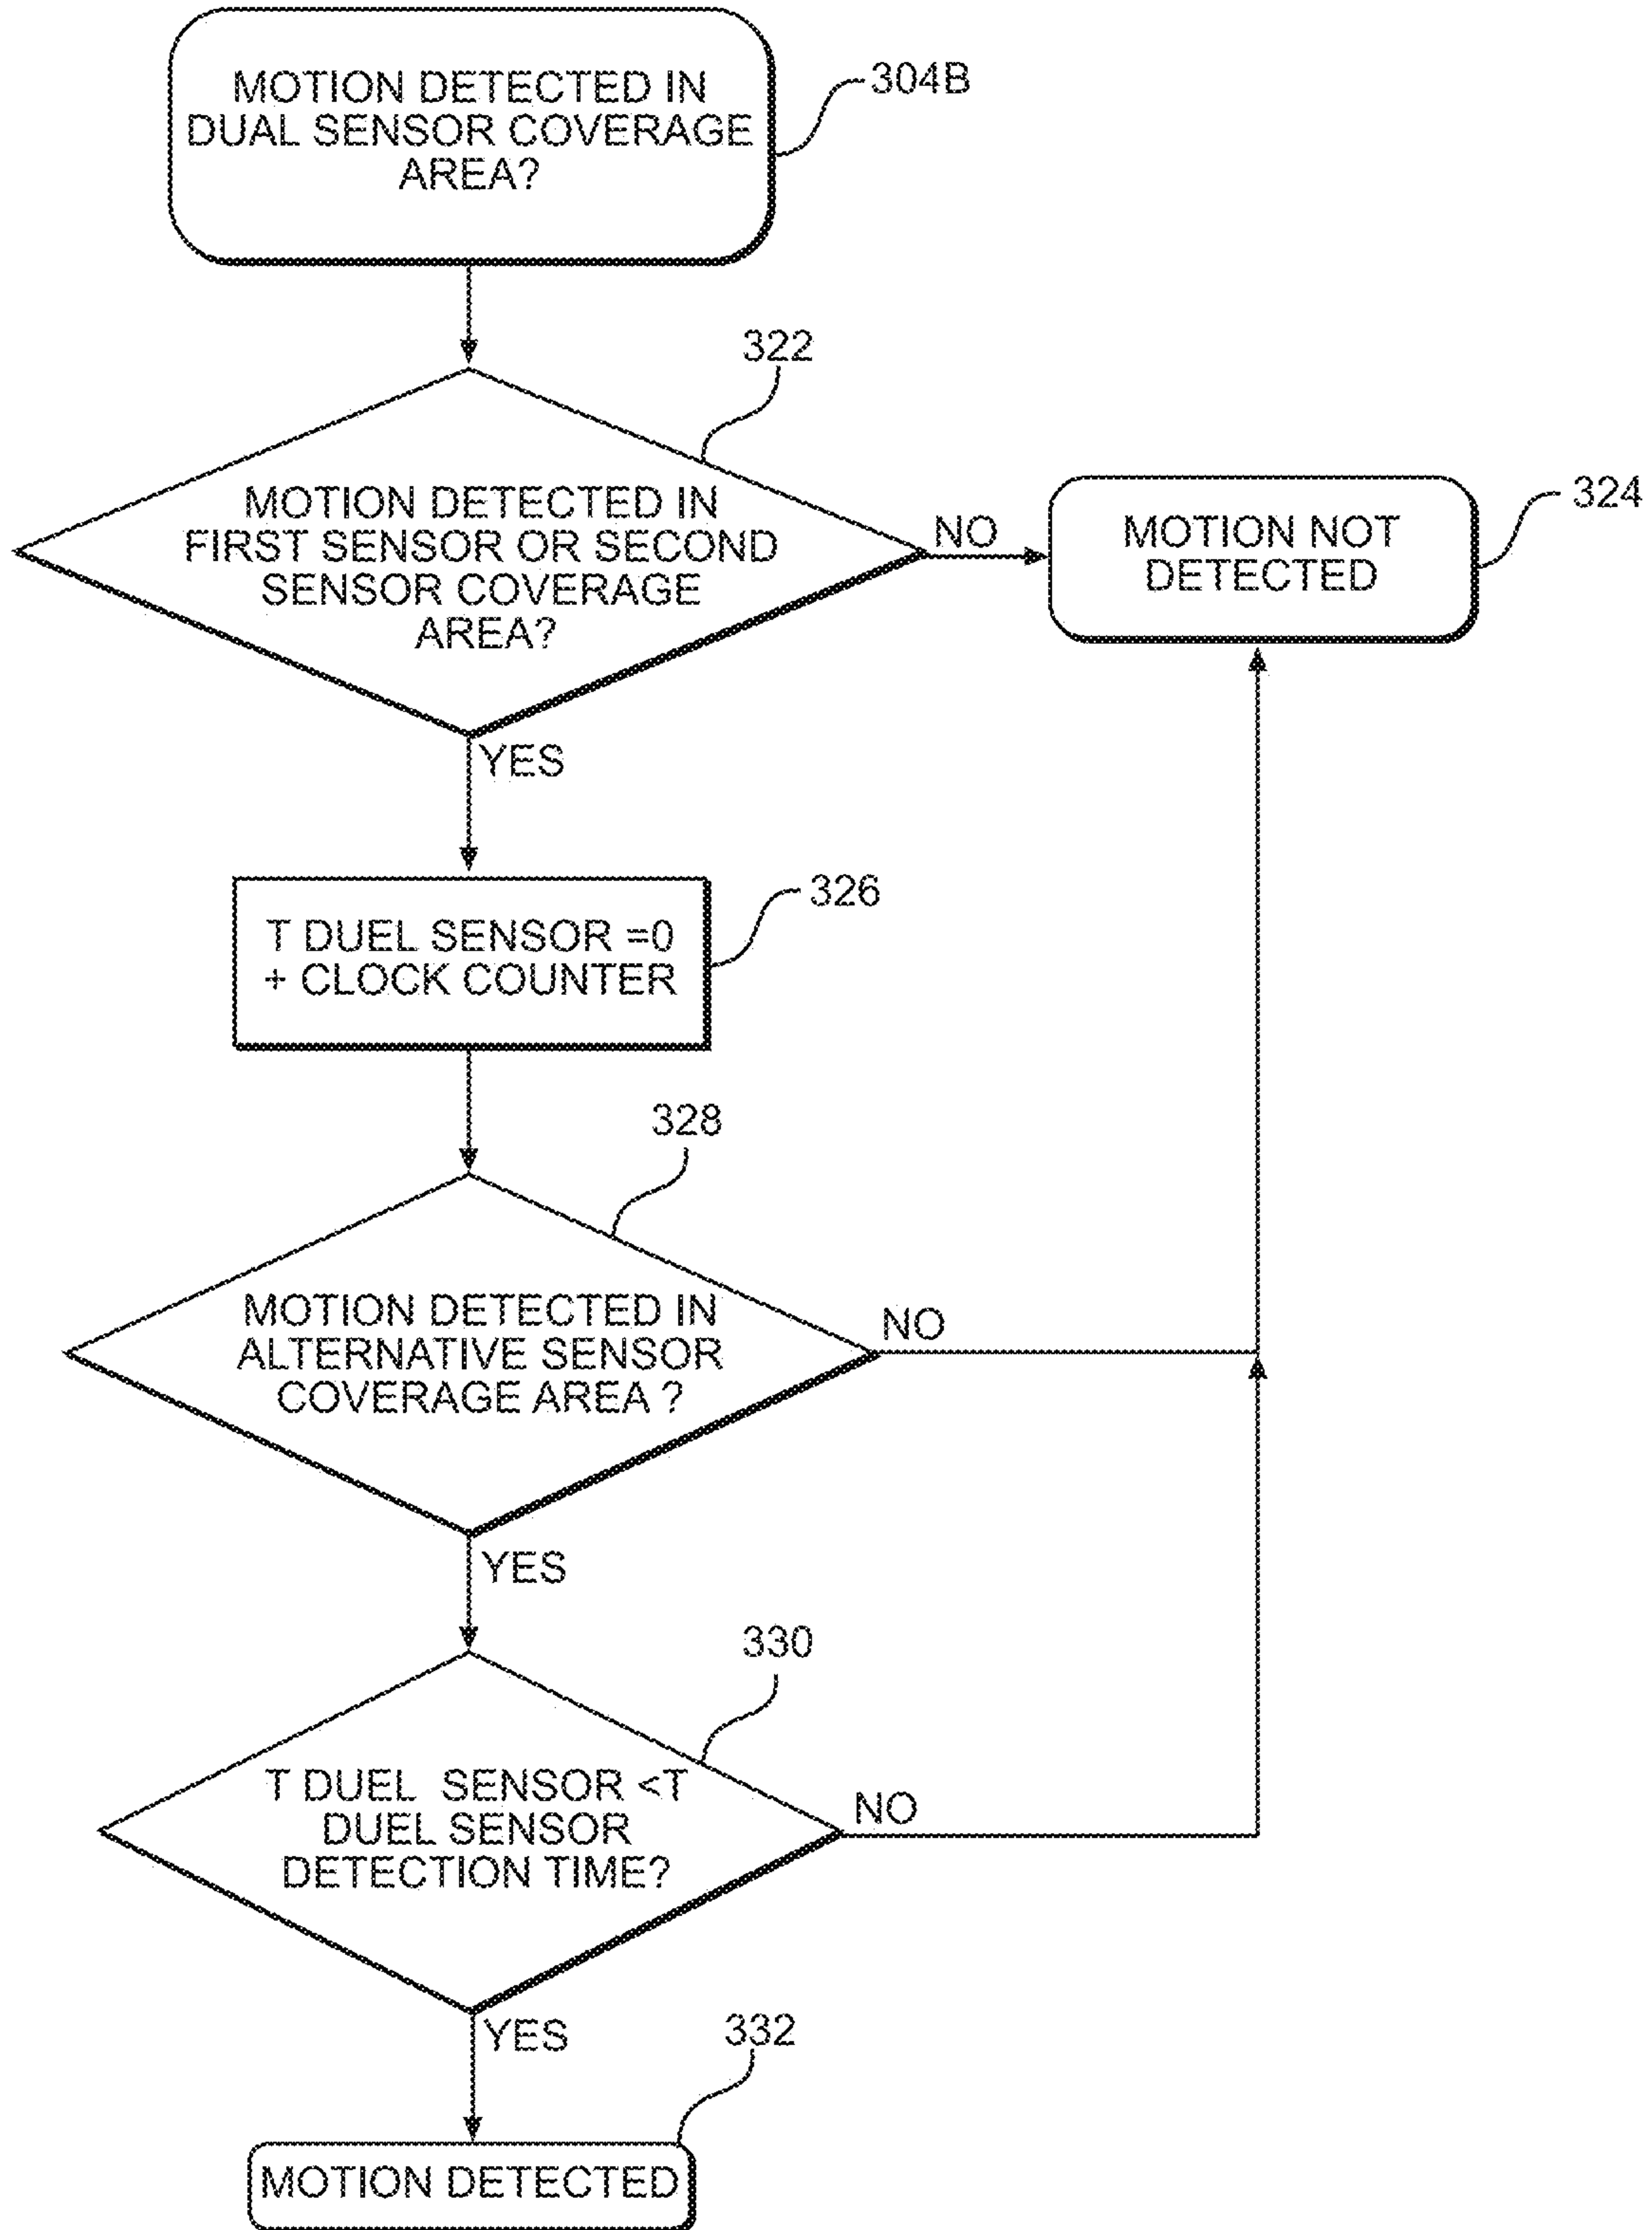 MOTION DETECTED IN
DUAL SENSOR COVERAGE
AREA?
304B
322
MOTION DETECTED IN
FIRST SENSOR OR SECOND
SENSOR COVERAGE
AREA?
NO
MOTION NOT
DETECTED
324
YES
T DUEL SENSOR =0
+ CLOCK COUNTER
326
328
MOTION DETECTED IN
ALTERNATIVE SENSOR
COVERAGE AREA ?
NO
YES
330
T DUEL SENSOR <T
DUEL SENSOR
DETECTION TIME?
NO
YES
332
MOTION DETECTED